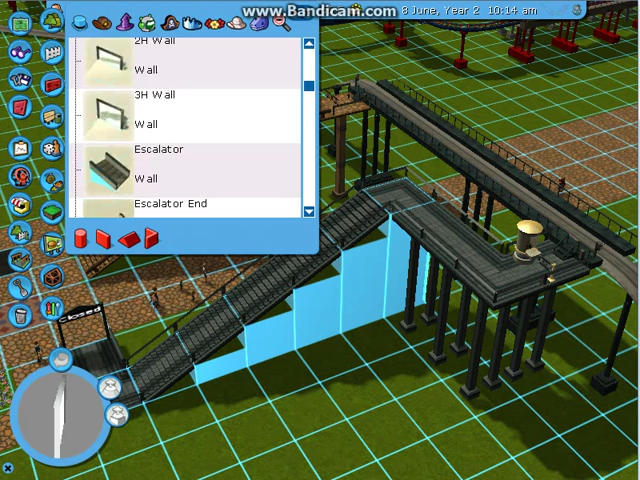 www.Bandicam.com
8 June, Year 2 10:14 am
2H Wall
Wall
3H Wall
Wall
Escalator
Wall
Escalator End
Closed